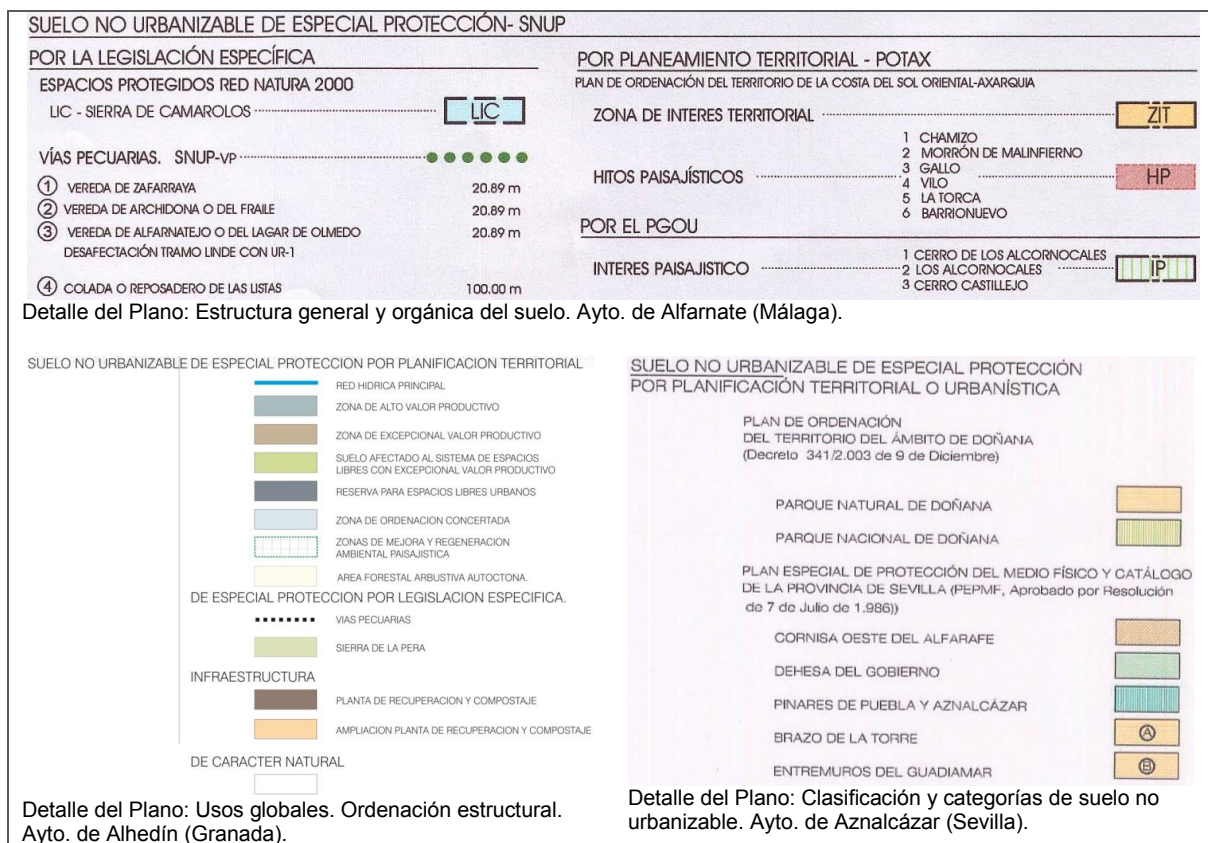 SUELO NO URBANIZABLE DE ESPECIAL PROTECCIÓN- SNUP
POR LA LEGISLACIÓN ESPECÍFICA
ESPACIOS PROTEGIDOS RED NATURA 2000
LIC - SIERRA DE CAMAROLOS
LIC
VÍAS PECUARIAS. SNUP-VP
1 VEREDA DE ZAFARRAYA 20.89 m
2 VEREDA DE ARCHIDONA O DEL FRAILE 20.89 m
3 VEREDA DE ALFARNATEJO O DEL LAGAR DE OLMEDO 20.89 m
DESAFECTACIÓN TRAMO LINDE CON UR-1
4 COLADA O REPOSADERO DE LAS LISTAS 100.00 m
POR PLANEAMIENTO TERRITORIAL - POTAX
PLAN DE ORDENACIÓN DEL TERRITORIO DE LA COSTA DEL SOL ORIENTAL-AXARQUIA
ZONA DE INTERES TERRITORIAL
ZIT
HITOS PAISAJÍSTICOS
1 CHAMIZO
2 MORRÓN DE MALINFIERNO
3 GALLO
4 VILO
5 LA TORCA
6 BARRIONUEVO
HP
POR EL PGOU
INTERES PAISAJISTICO
1 CERRO DE LOS ALCORNOCALES
2 LOS ALCORNOCALES
3 CERRO CASTILLEJO
IP
Detalle del Plano: Estructura general y orgánica del suelo. Ayto. de Alfarnate (Málaga).
SUELO NO URBANIZABLE DE ESPECIAL PROTECCION POR PLANIFICACION TERRITORIAL
RED HIDRICA PRINCIPAL
ZONA DE ALTO VALOR PRODUCTIVO
ZONA DE EXCEPCIONAL VALOR PRODUCTIVO
SUELO AFECTADO AL SISTEMA DE ESPACIOS
LIBRES CON EXCEPCIONAL VALOR PRODUCTIVO
RESERVA PARA ESPACIOS LIBRES URBANOS
ZONA DE ORDENACION CONCERTADA
ZONAS DE MEJORA Y REGENERACION
AMBIENTAL PAISAJISTICA
AREA FORESTAL ARBUSTIVA AUTOCTONA.
DE ESPECIAL PROTECCION POR LEGISLACION ESPECIFICA.
VIAS PECUARIAS
SIERRA DE LA PERA
INFRAESTRUCTURA
PLANTA DE RECUPERACION Y COMPOSTAJE
AMPLIACION PLANTA DE RECUPERACION Y COMPOSTAJE
DE CARACTER NATURAL
Detalle del Plano: Usos globales. Ordenación estructural.
Ayto. de Alhedín (Granada).
SUELO NO URBANIZABLE DE ESPECIAL PROTECCIÓN
POR PLANIFICACIÓN TERRITORIAL O URBANÍSTICA
PLAN DE ORDENACIÓN
DEL TERRITORIO DEL ÁMBITO DE DOÑANA
(Decreto 341/2.003 de 9 de Diciembre)
PARQUE NATURAL DE DOÑANA
PARQUE NACIONAL DE DOÑANA
PLAN ESPECIAL DE PROTECCIÓN DEL MEDIO FÍSICO Y CATÁLOGO
DE LA PROVINCIA DE SEVILLA (PEPMF, Aprobado por Resolución
de 7 de Julio de 1.986))
CORNISA OESTE DEL ALFARAFE
DEHESA DEL GOBIERNO
PINARES DE PUEBLA Y AZNALCÁZAR
BRAZO DE LA TORRE
A
ENTREMUROS DEL GUADIAMAR
B
Detalle del Plano: Clasificación y categorías de suelo no
urbanizable. Ayto. de Aznalcázar (Sevilla).